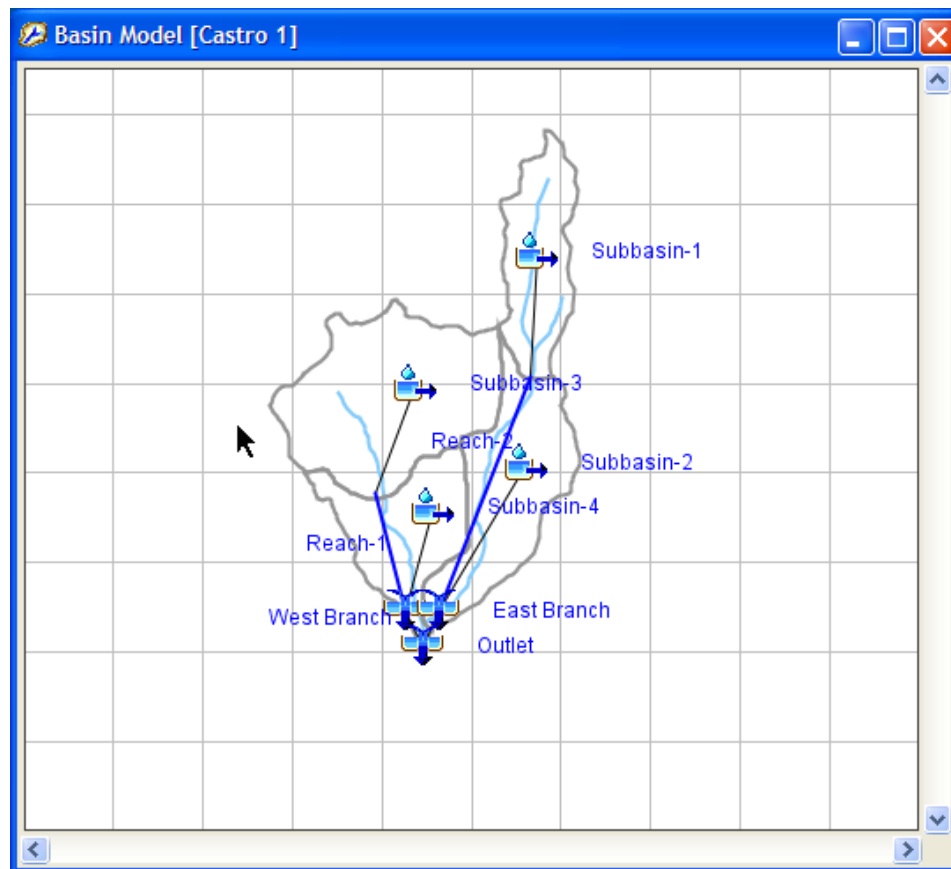 Basin Model [Castro 1]
Subbasin-1
Subbasin-3
Reach-2
Subbasin-2
Subbasin-4
Reach-1
West Branch
East Branch
Outlet